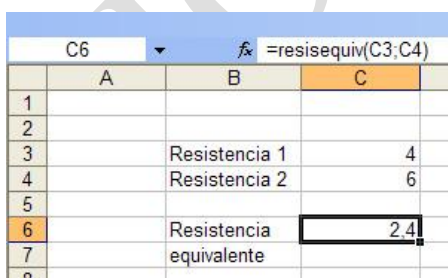 C6 fx =resisequiv(C3;C4)
A B C
1
2
3 Resistencia 1 4
4 Resistencia 2 6
5
6 Resistencia 2,4
7 equivalente